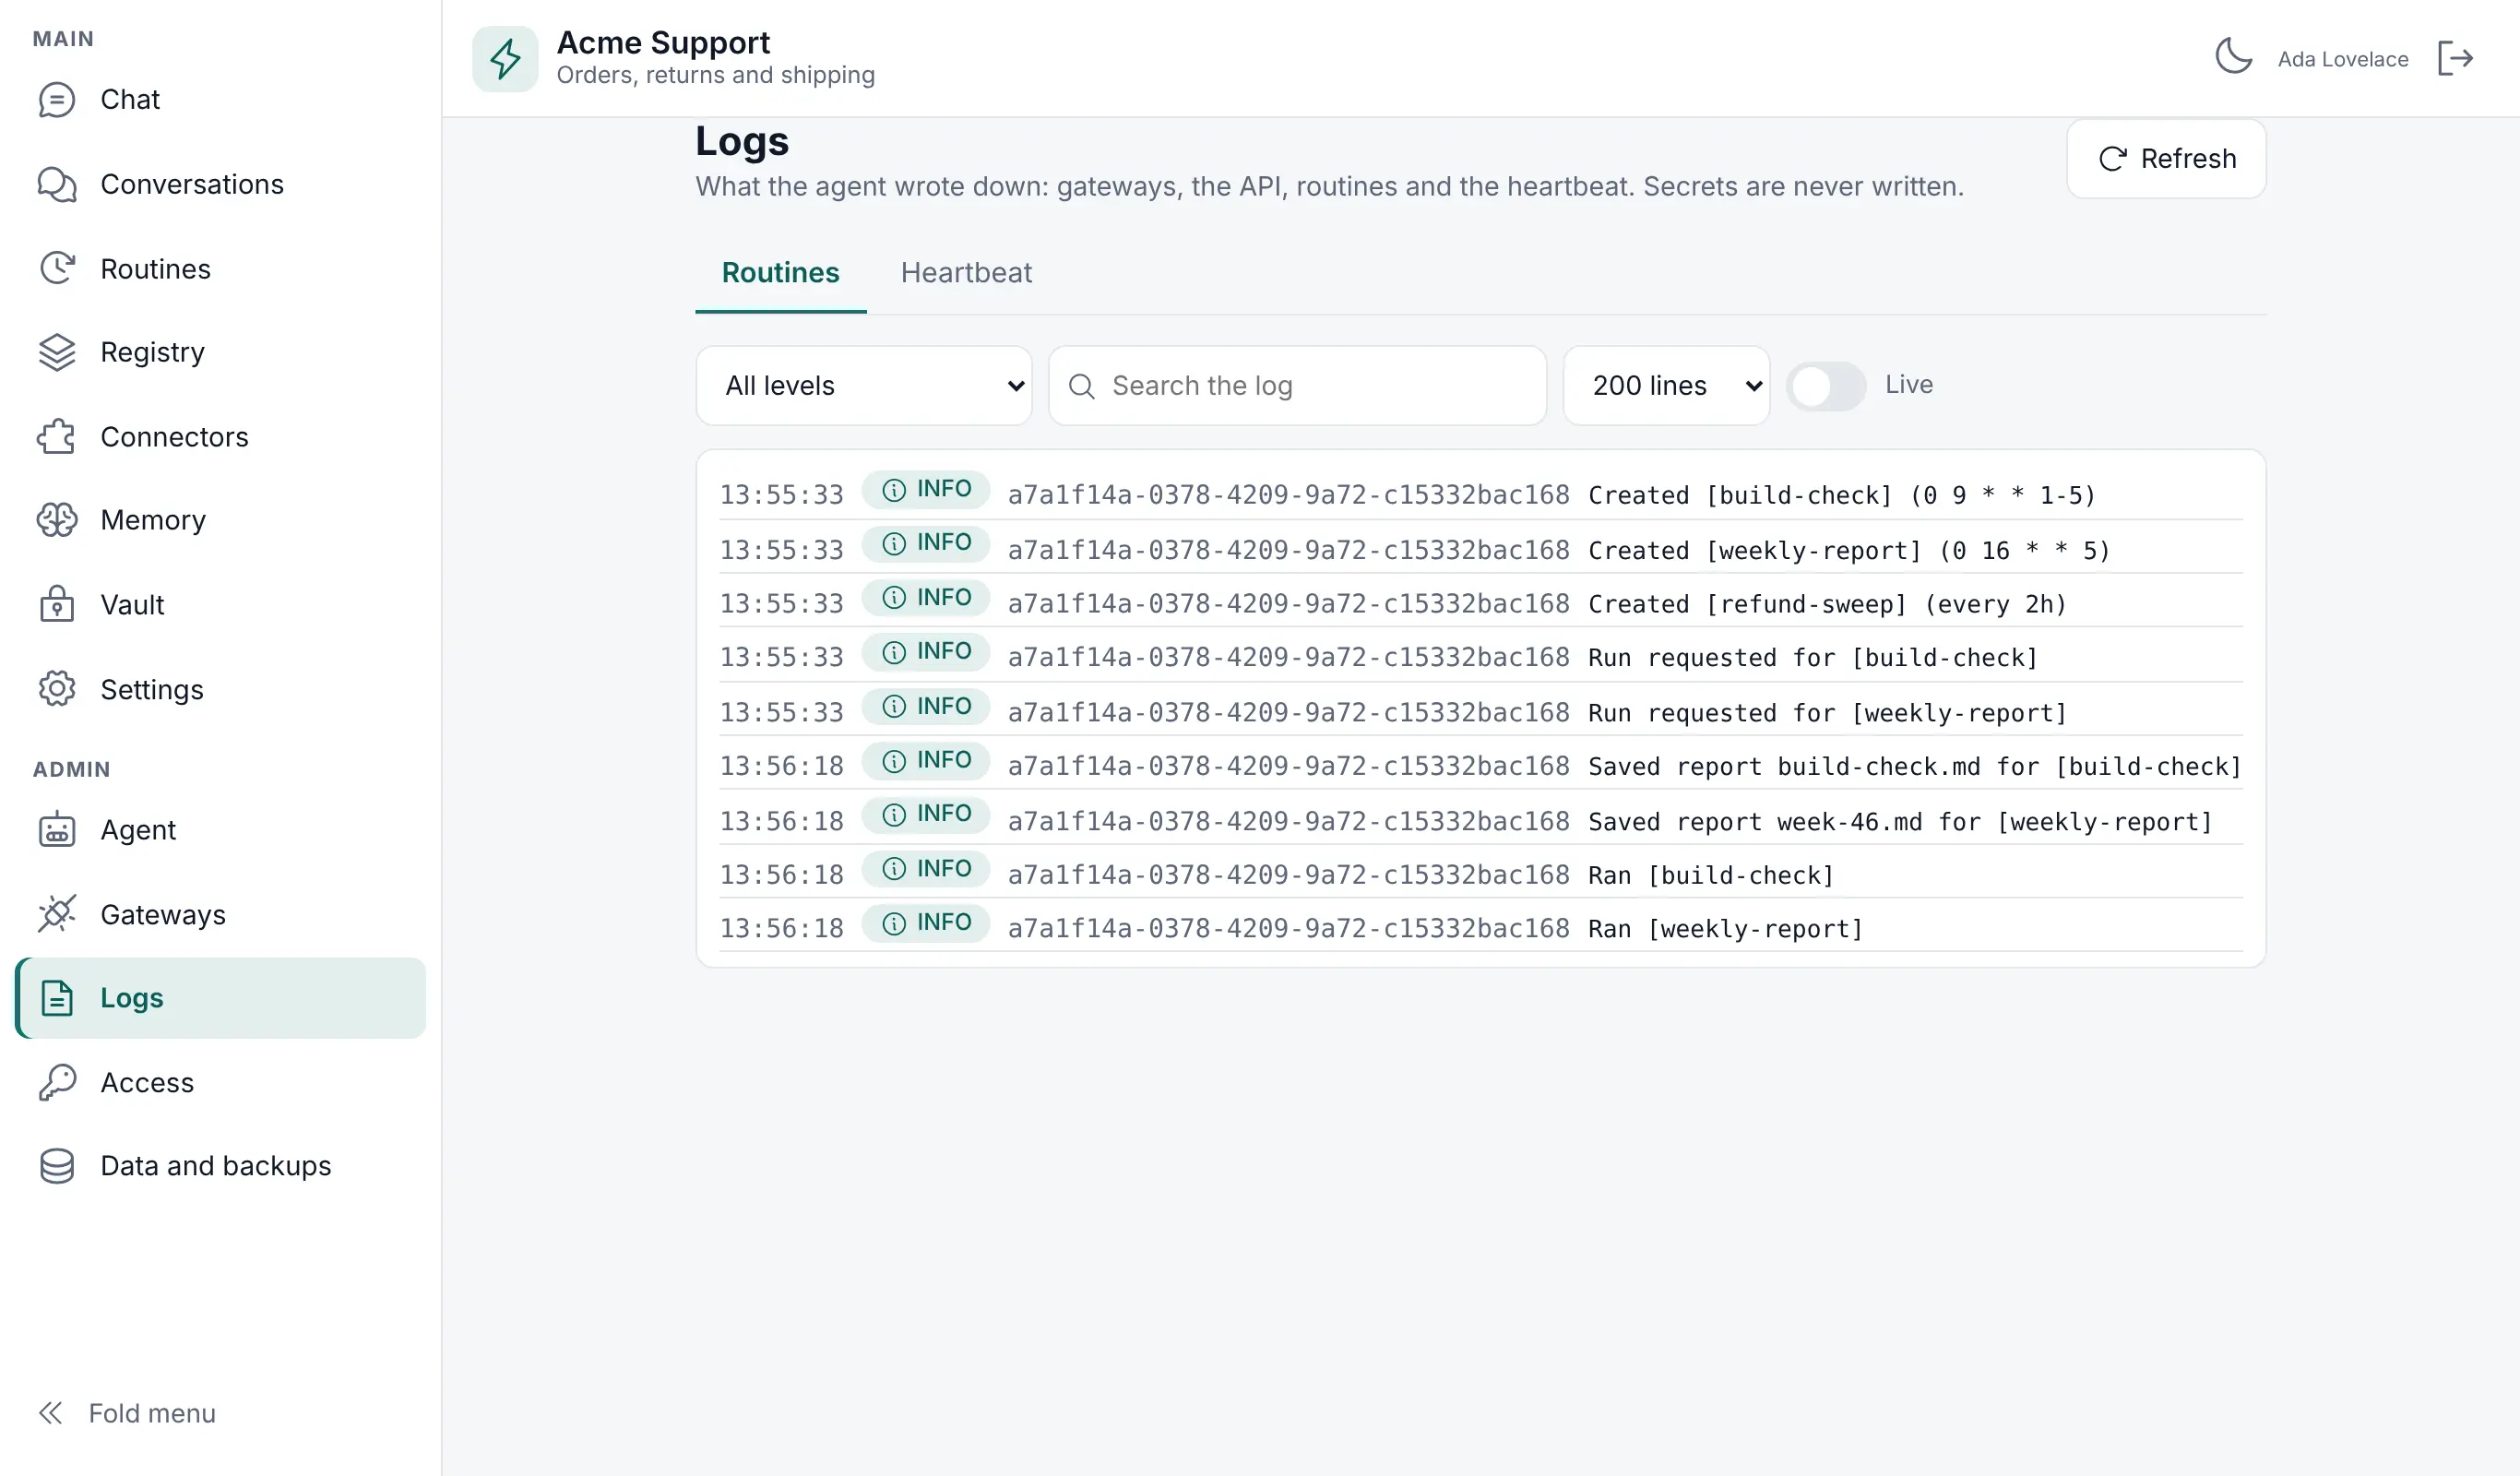 MAIN
Chat
Conversations
Routines
Registry
Connectors
Memory
Vault
Settings
ADMIN
Agent
Gateways
Logs
Access
Data and backups
Fold menu
Acme Support
Orders, returns and shipping
Ada Lovelace
Logs
What the agent wrote down: gateways, the API, routines and the heartbeat. Secrets are never written.
Refresh
Routines Heartbeat
All levels Search the log 200 lines Live
13:55:33 INFO a7a1f14a-0378-4209-9a72-c15332bac168 Created [build-check] (0 9 * * 1-5)
13:55:33 INFO a7a1f14a-0378-4209-9a72-c15332bac168 Created [weekly-report] (0 16 * * 5)
13:55:33 INFO a7a1f14a-0378-4209-9a72-c15332bac168 Created [refund-sweep] (every 2h)
13:55:33 INFO a7a1f14a-0378-4209-9a72-c15332bac168 Run requested for [build-check]
13:55:33 INFO a7a1f14a-0378-4209-9a72-c15332bac168 Run requested for [weekly-report]
13:56:18 INFO a7a1f14a-0378-4209-9a72-c15332bac168 Saved report build-check.md for [build-check]
13:56:18 INFO a7a1f14a-0378-4209-9a72-c15332bac168 Saved report week-46.md for [weekly-report]
13:56:18 INFO a7a1f14a-0378-4209-9a72-c15332bac168 Ran [build-check]
13:56:18 INFO a7a1f14a-0378-4209-9a72-c15332bac168 Ran [weekly-report]